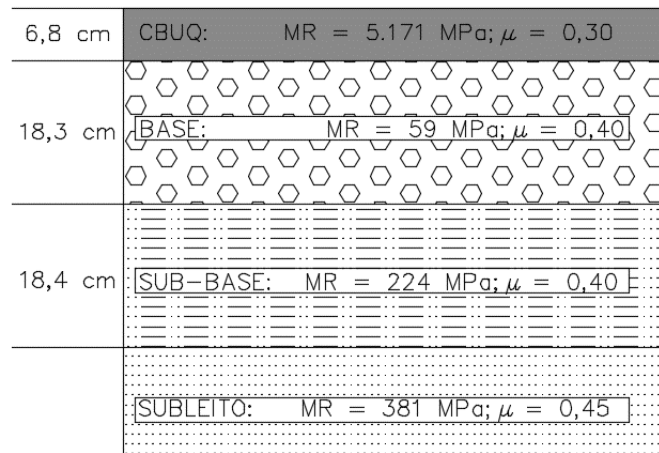 6,8 cm CBUQ: MR = 5.171 MPa; μ = 0,30
18,3 cm BASE: MR = 59 MPa; μ = 0,40
18,4 cm SUB-BASE: MR = 224 MPa; μ = 0,40
SUBLEITO: MR = 381 MPa; μ = 0,45